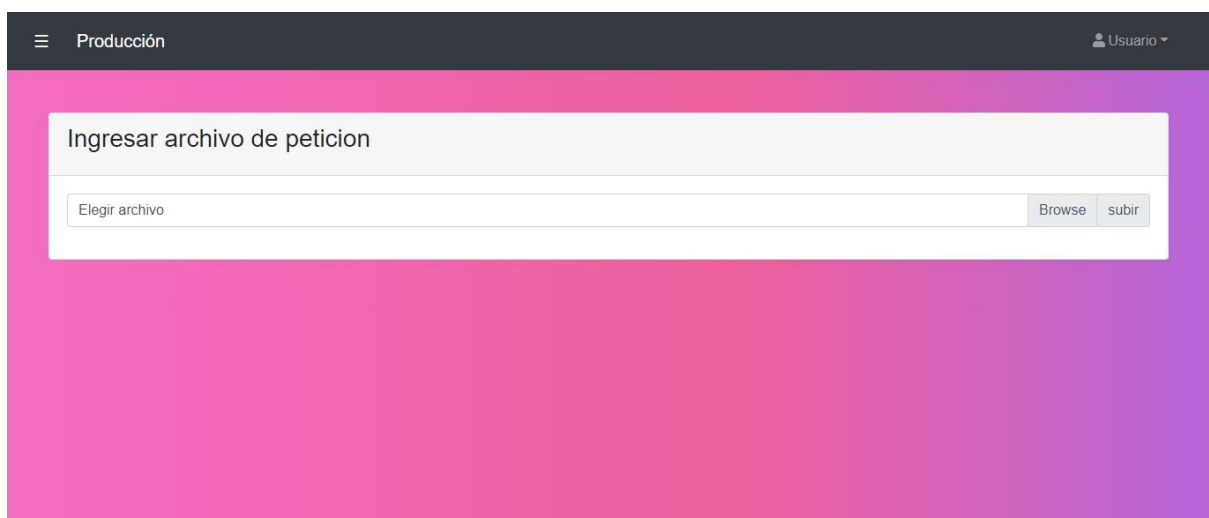 ☰ Producción Usuario
Ingresar archivo de peticion
Elegir archivo Browse subir